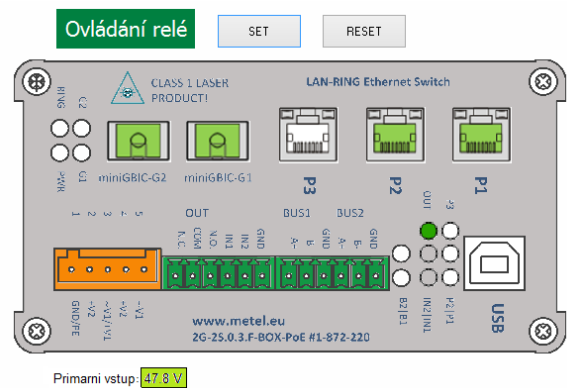 Ovládání relé SET RESET
CLASS 1 LASER
PRODUCT!
LAN-RING Ethernet Switch
RING G2
PWR G1
miniGBIC-G2 miniGBIC-G1
P3 P2 P1
1 2 3 4 5 OUT BUS1 BUS2 OUT P3
N.C. COM N.O. IN1 IN2 GND A- B GND A- B- GND
GND/FE -V2 ~V1/+V1 +V2 ~V1
B2|B1 IN2|IN1 P2|P1
USB
www.metel.eu
2G-2S.0.3.F-BOX-PoE #1-872-220
Primarni vstup: 47.8 V